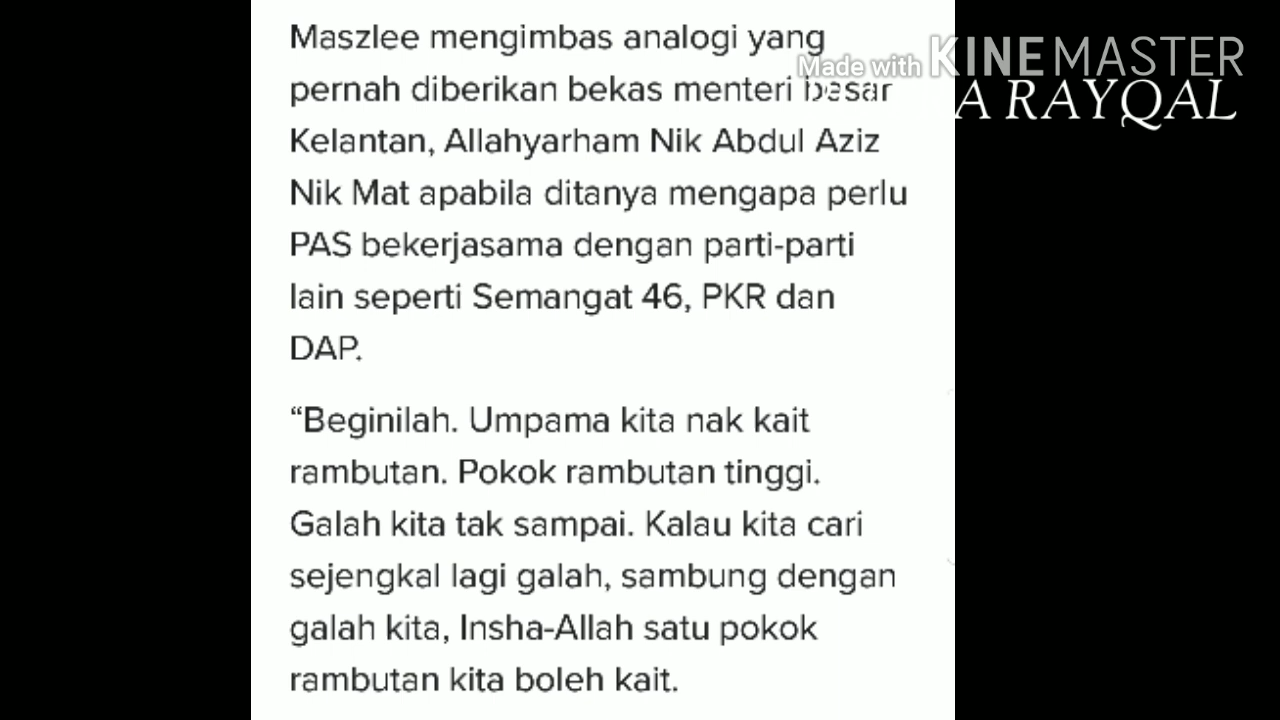 Maszlee mengimbas analogi yang
pernah diberikan bekas menteri besar
Kelantan, Allahyarham Nik Abdul Aziz
Nik Mat apabila ditanya mengapa perlu
PAS bekerjasama dengan parti-parti
lain seperti Semangat 46, PKR dan
DAP.
“Beginilah. Umpama kita nak kait
rambutan. Pokok rambutan tinggi.
Galah kita tak sampai. Kalau kita cari
sejengkal lagi galah, sambung dengan
galah kita, Insha-Allah satu pokok
rambutan kita boleh kait.
Made with KINEMASTER
A RAYQAL